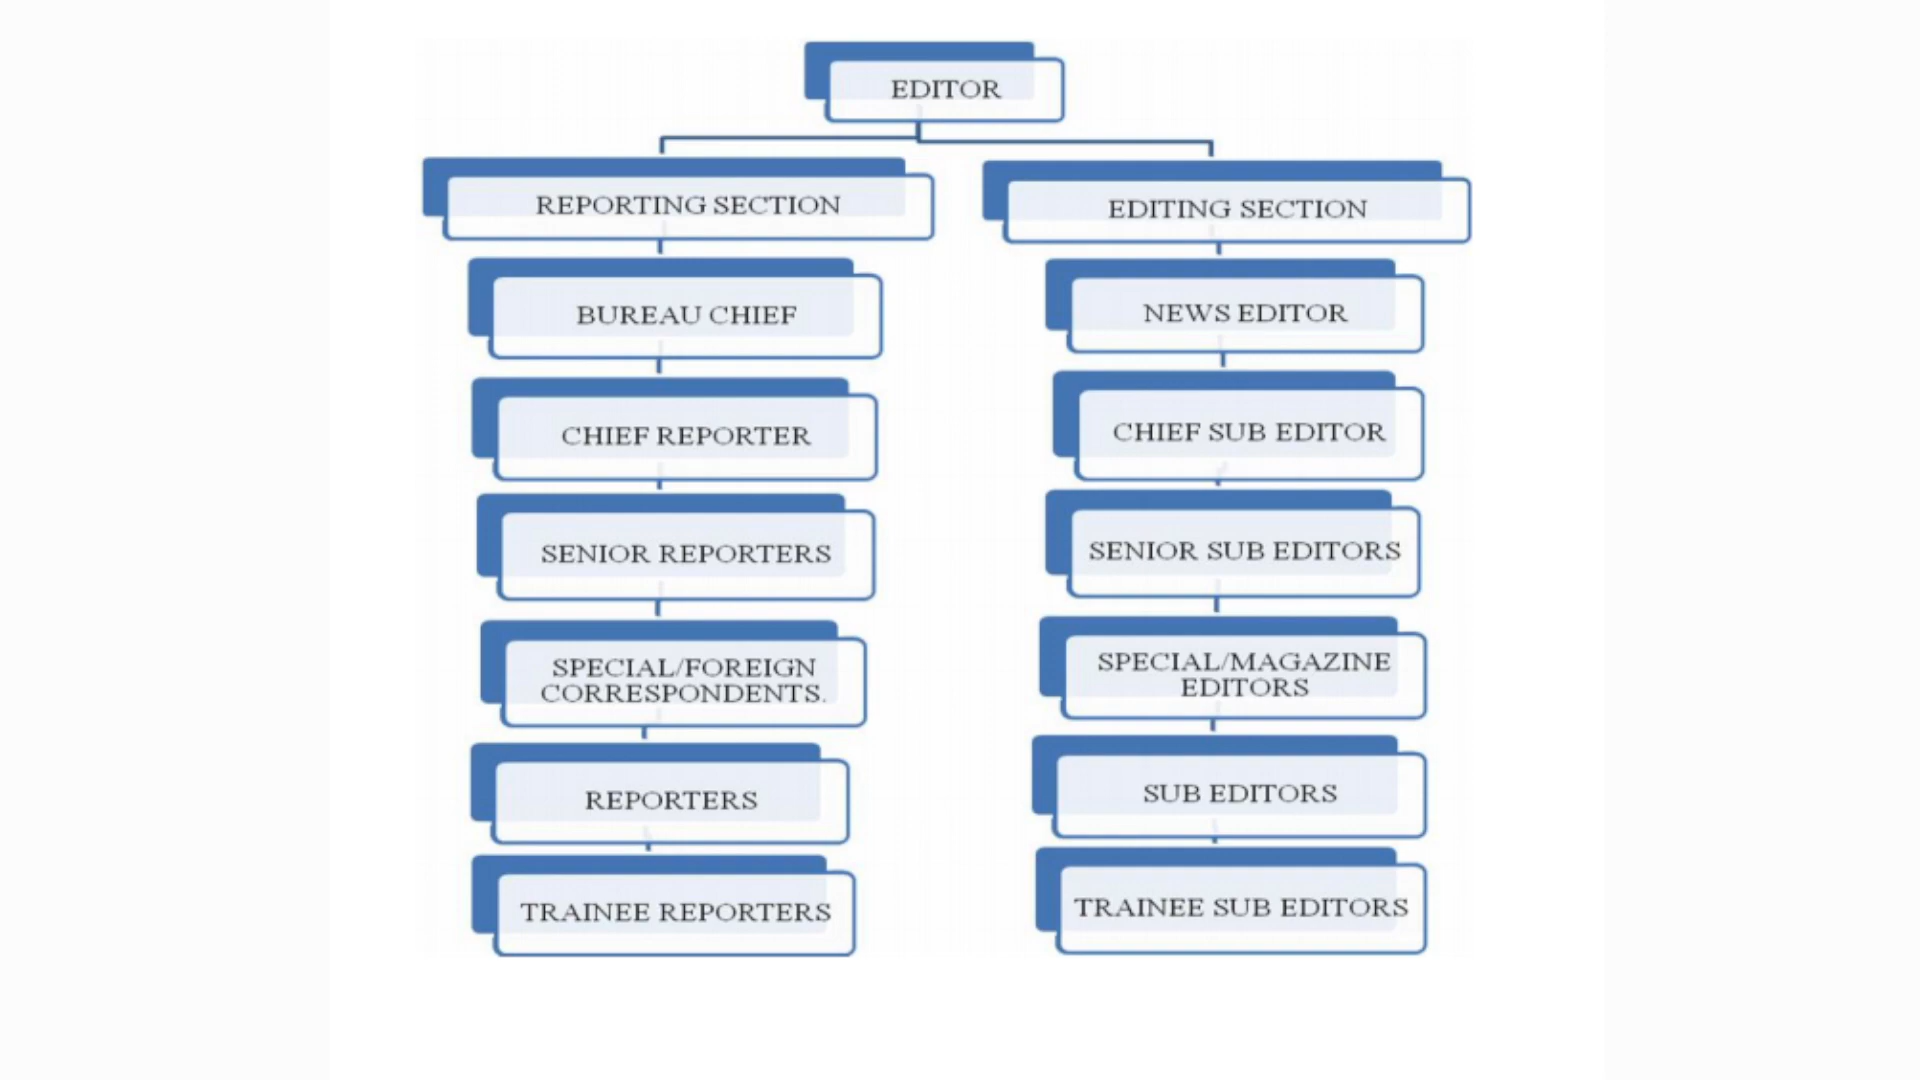 EDITOR
REPORTING SECTION
BUREAU CHIEF
CHIEF REPORTER
SENIOR REPORTERS
SPECIAL/FOREIGN
CORRESPONDENTS.
REPORTERS
TRAINEE REPORTERS
EDITING SECTION
NEWS EDITOR
CHIEF SUB EDITOR
SENIOR SUB EDITORS
SPECIAL/MAGAZINE
EDITORS
SUB EDITORS
TRAINEE SUB EDITORS